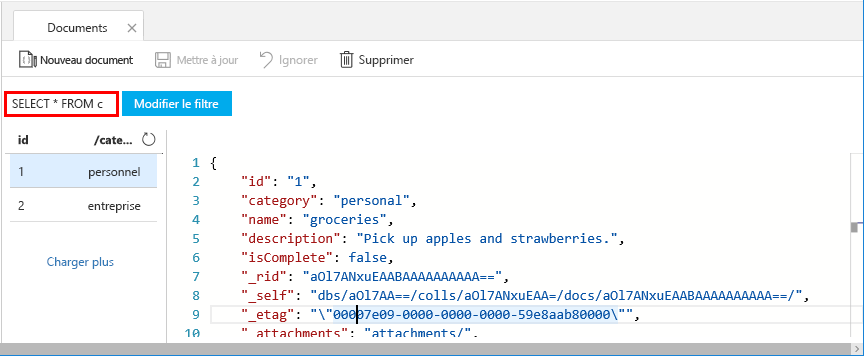 Documents
Nouveau document Mettre à jour Ignorer Supprimer
SELECT * FROM c Modifier le filtre
id /cate...
1 personnel
2 entreprise
Charger plus
1 {
2 "id": "1",
3 "category": "personal",
4 "name": "groceries",
5 "description": "Pick up apples and strawberries.",
6 "isComplete": false,
7 "_rid": "aOl7ANxuEAABAAAAAAAAAA==",
8 "_self": "dbs/aOl7AA==/colls/aOl7ANxuEAA=/docs/aOl7ANxuEAABAAAAAAAAAA==/",
9 "_etag": "\"00007e09-0000-0000-0000-59e8aab80000\"",
10 "_attachments": "attachments/",